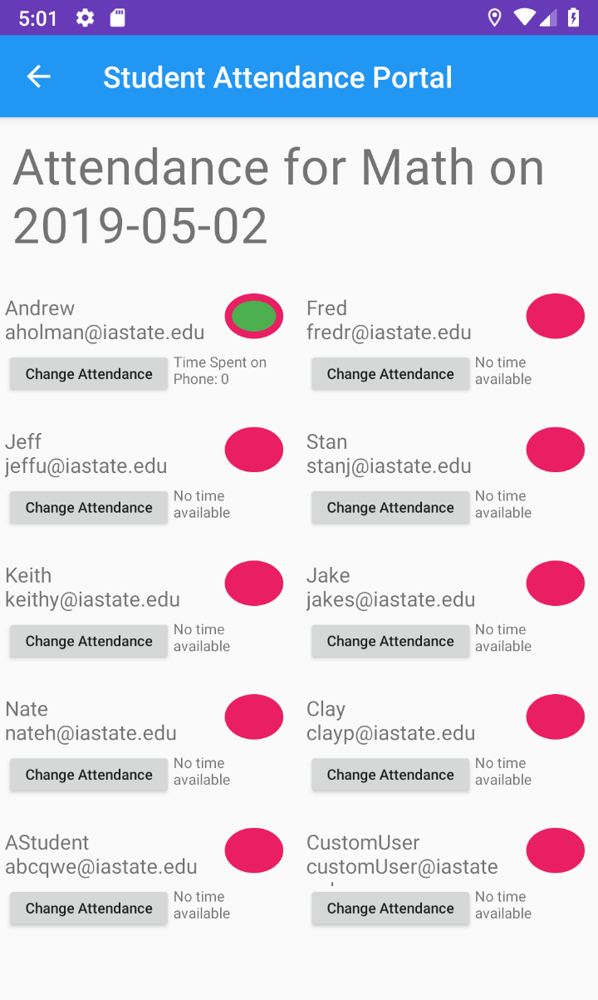 5:01
Student Attendance Portal
Attendance for Math on
2019-05-02
Andrew
aholman@iastate.edu
Change Attendance
Time Spent on
Phone: 0
Fred
fredr@iastate.edu
Change Attendance
No time
available
Jeff
jeffu@iastate.edu
Change Attendance
No time
available
Stan
stanj@iastate.edu
Change Attendance
No time
available
Keith
keithy@iastate.edu
Change Attendance
No time
available
Jake
jakes@iastate.edu
Change Attendance
No time
available
Nate
nateh@iastate.edu
Change Attendance
No time
available
Clay
clayp@iastate.edu
Change Attendance
No time
available
AStudent
abcqwe@iastate.edu
Change Attendance
No time
available
CustomUser
customUser@iastate
Change Attendance
No time
available